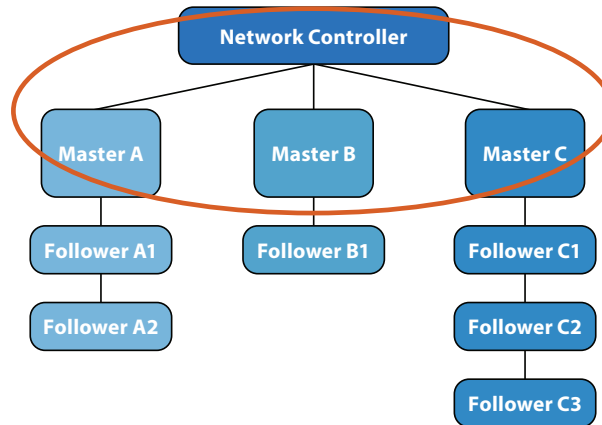 Network Controller
Master A
Master B
Master C
Follower A1
Follower B1
Follower C1
Follower A2
Follower C2
Follower C3